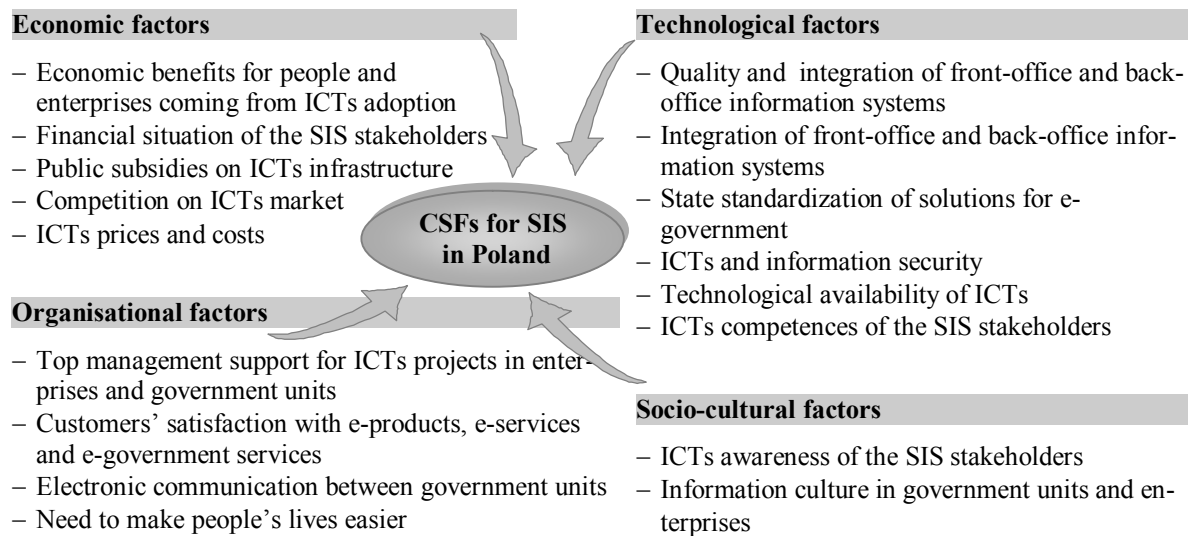 Economic factors
– Economic benefits for people and
enterprises coming from ICTs adoption
– Financial situation of the SIS stakeholders
– Public subsidies on ICTs infrastructure
– Competition on ICTs market
– ICTs prices and costs
Technological factors
– Quality and integration of front-office and back-
office information systems
– Integration of front-office and back-office infor-
mation systems
– State standardization of solutions for e-
government
– ICTs and information security
– Technological availability of ICTs
– ICTs competences of the SIS stakeholders
CSFs for SIS
in Poland
Organisational factors
– Top management support for ICTs projects in enter-
prises and government units
– Customers’ satisfaction with e-products, e-services
and e-government services
– Electronic communication between government units
– Need to make people’s lives easier
Socio-cultural factors
– ICTs awareness of the SIS stakeholders
– Information culture in government units and en-
terprises